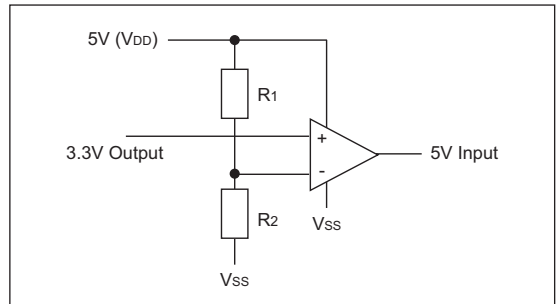 5V (VDD)
R1
+
3.3V Output
5V Input
-
R2
VSS
VSS